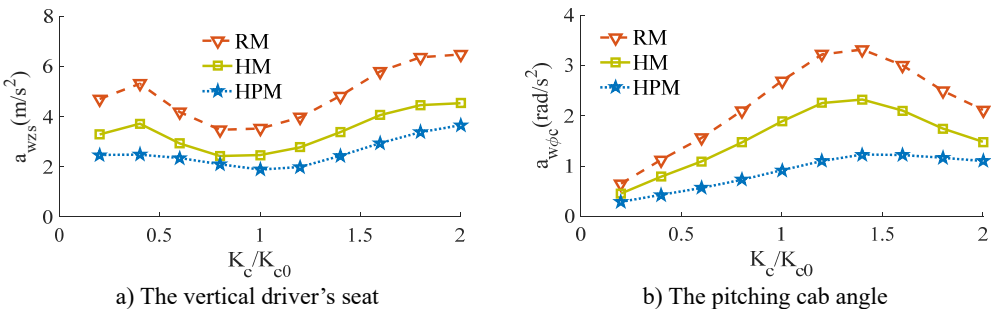 8
6
4
2
0
a_wzs(m/s²)
RM
HM
HPM
0 0.5 1 1.5 2
K_c/K_c0
a) The vertical driver’s seat
4
3
2
1
0
a_wϕc(rad/s²)
RM
HM
HPM
0 0.5 1 1.5 2
K_c/K_c0
b) The pitching cab angle